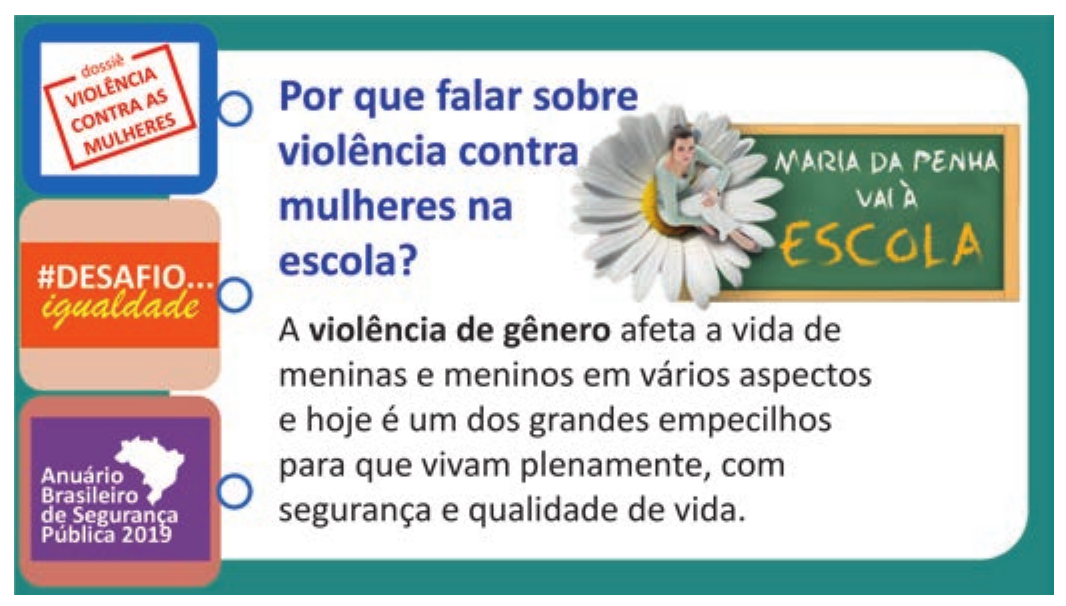 dossiê
VIOLÊNCIA
CONTRA AS
MULHERES
#DESAFIO...
igualdade
Anuário
Brasileiro
de Segurança
Pública 2019
Por que falar sobre
violência contra
mulheres na
escola?
MARIA DA PENHA
VAI À
ESCOLA
A violência de gênero afeta a vida de
meninas e meninos em vários aspectos
e hoje é um dos grandes empecilhos
para que vivam plenamente, com
segurança e qualidade de vida.